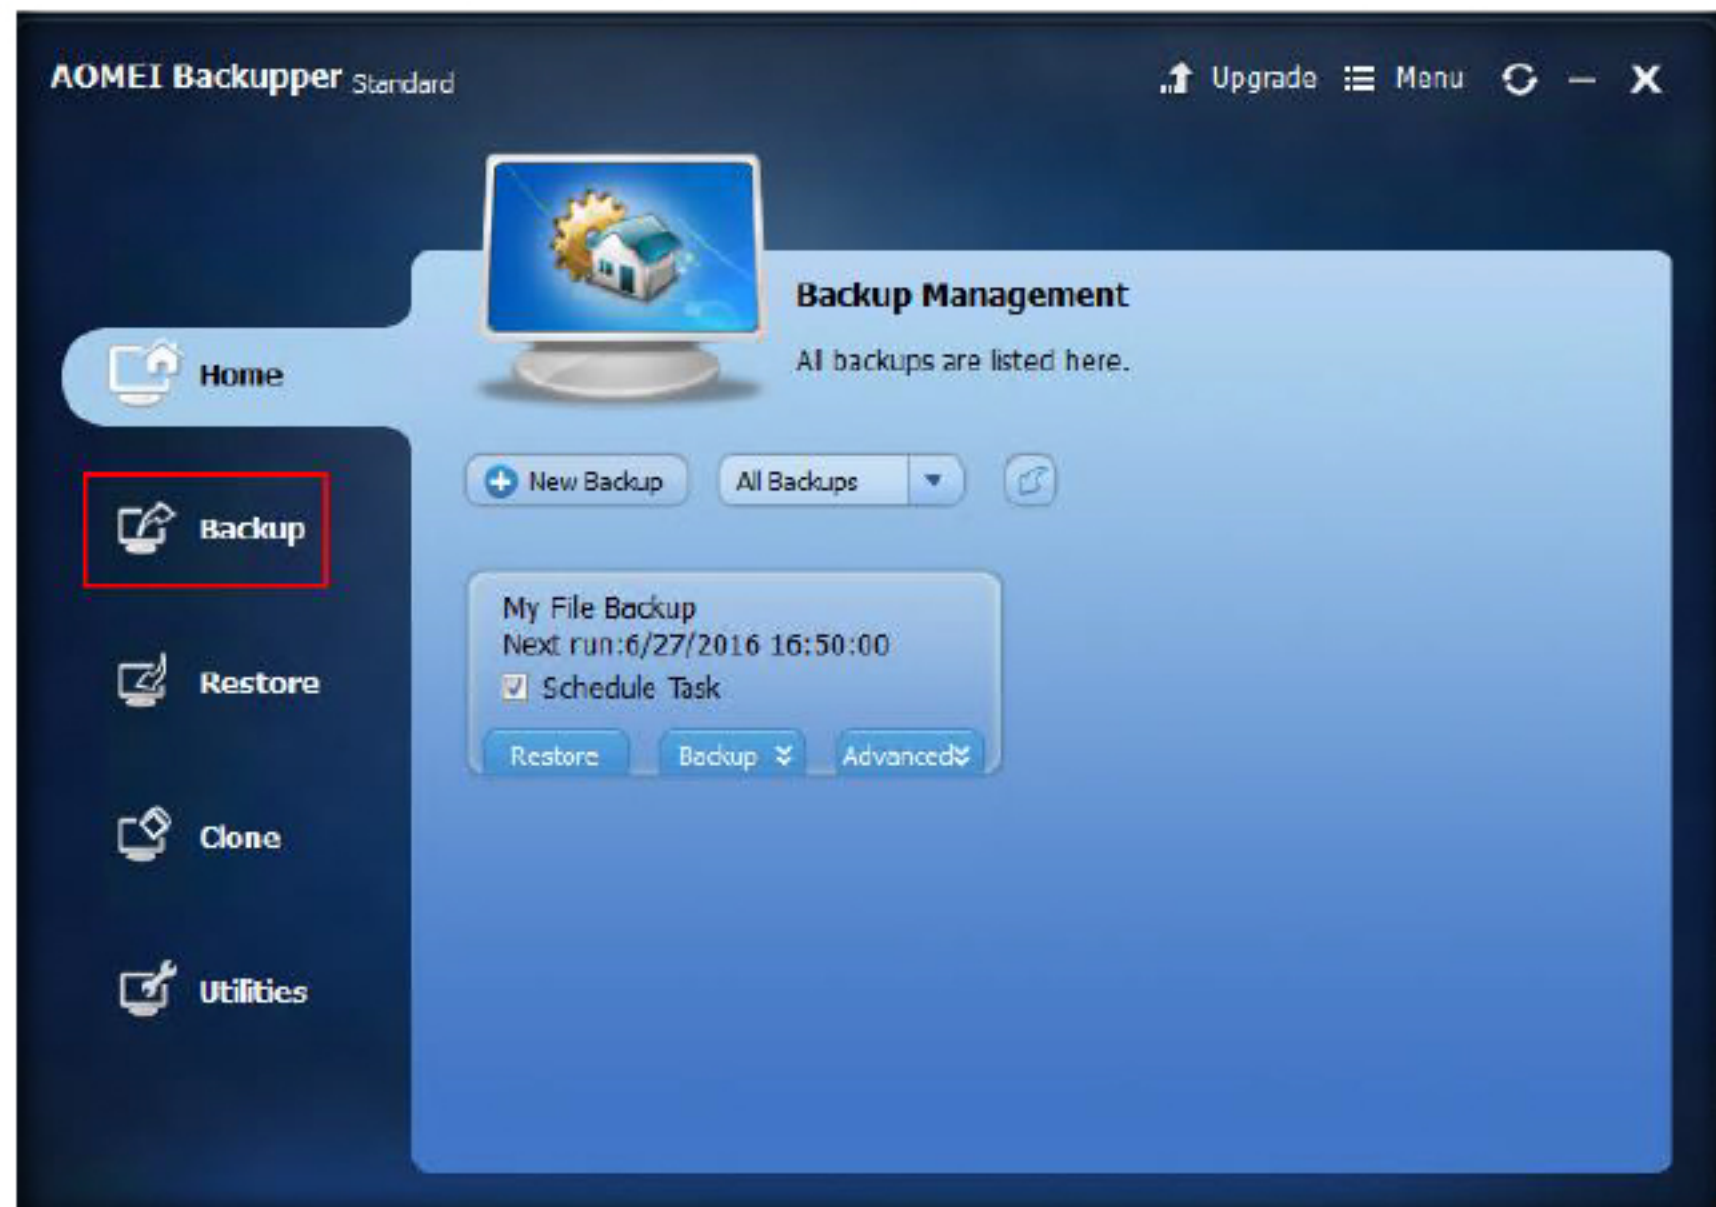 AOMEI Backupper Standard
Upgrade Menu
Backup Management
All backups are listed here.
Home
New Backup All Backups
Backup
My File Backup
Next run:6/27/2016 16:50:00
Schedule Task
Restore
Restore Backup Advanced
Clone
Utilities